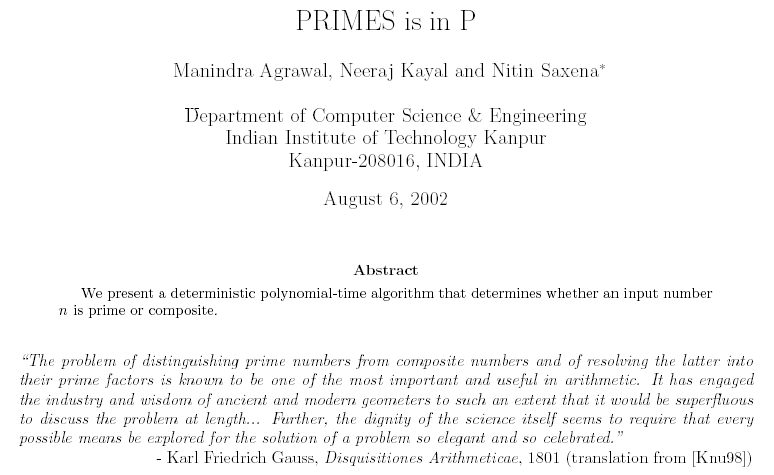 PRIMES is in P
Manindra Agrawal, Neeraj Kayal and Nitin Saxena*
Department of Computer Science & Engineering
Indian Institute of Technology Kanpur
Kanpur-208016, INDIA
August 6, 2002
Abstract
We present a deterministic polynomial-time algorithm that determines whether an input number
n is prime or composite.
“The problem of distinguishing prime numbers from composite numbers and of resolving the latter into
their prime factors is known to be one of the most important and useful in arithmetic. It has engaged
the industry and wisdom of ancient and modern geometers to such an extent that it would be superfluous
to discuss the problem at length... Further, the dignity of the science itself seems to require that every
possible means be explored for the solution of a problem so elegant and so celebrated.”
- Karl Friedrich Gauss, Disquisitiones Arithmeticae, 1801 (translation from [Knu98])